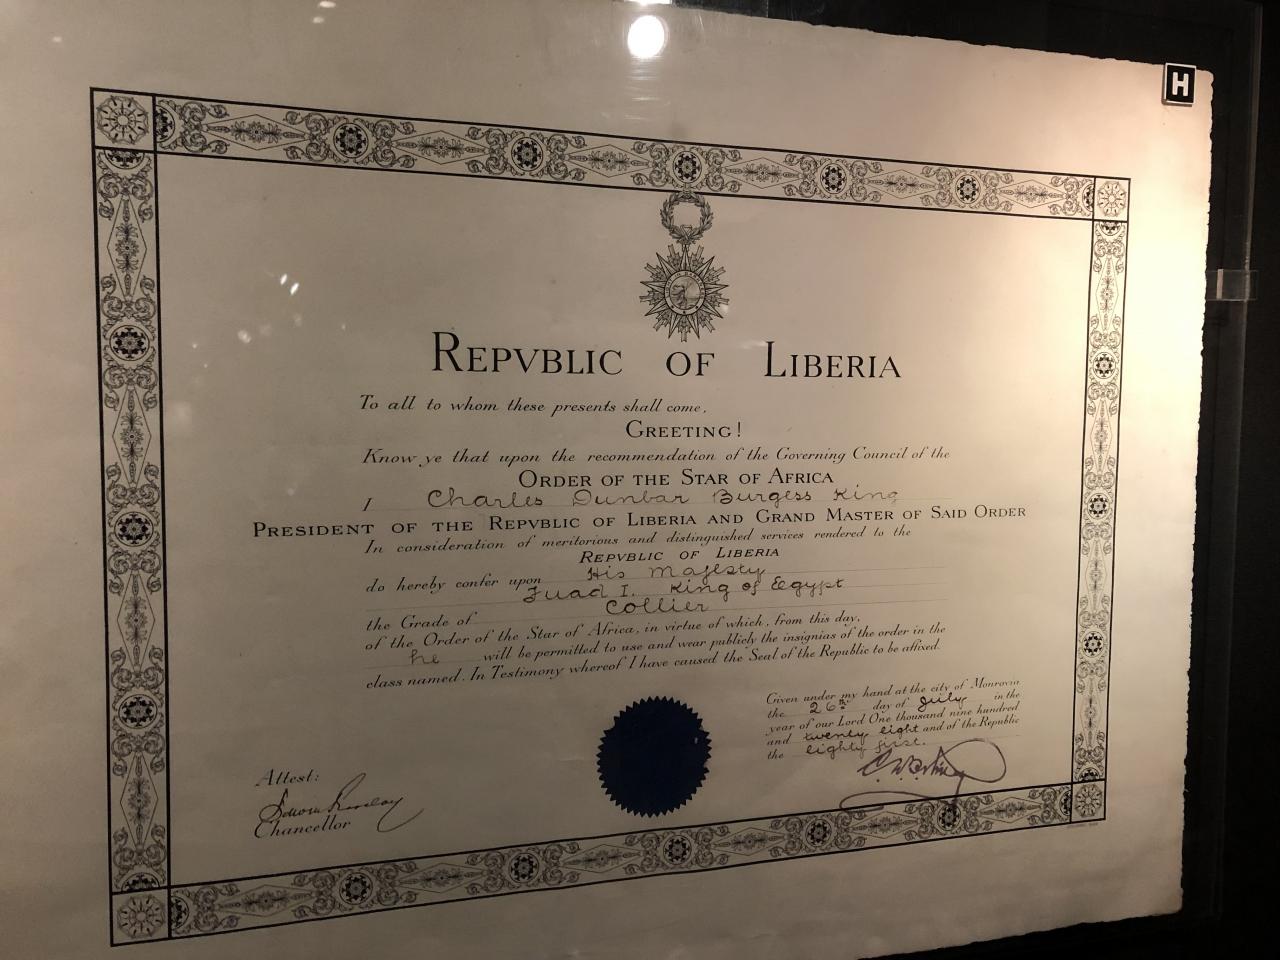 H
REPVBLIC OF LIBERIA
To all to whom these presents shall come,
GREETING!
Know ye that upon the recommendation of the Governing Council of the
ORDER OF THE STAR OF AFRICA
I Charles Dunbar Burgess King
PRESIDENT OF THE REPVBLIC OF LIBERIA AND GRAND MASTER OF SAID ORDER
In consideration of meritorious and distinguished services rendered to the
REPVBLIC OF LIBERIA
do hereby confer upon His Majesty
Fuad I. King of Egypt
the Grade of Collier
of the Order of the Star of Africa, in virtue of which, from this day,
he will be permitted to use and wear publicly the insignias of the order in the
class named. In Testimony whereof I have caused the Seal of the Republic to be affixed.
Given under my hand at the city of Monrovia
the 26th day of July in the
year of our Lord One thousand nine hundred
and twenty eight and of the Republic
the eighty first.
Attest:
Edwin Barclay
Chancellor